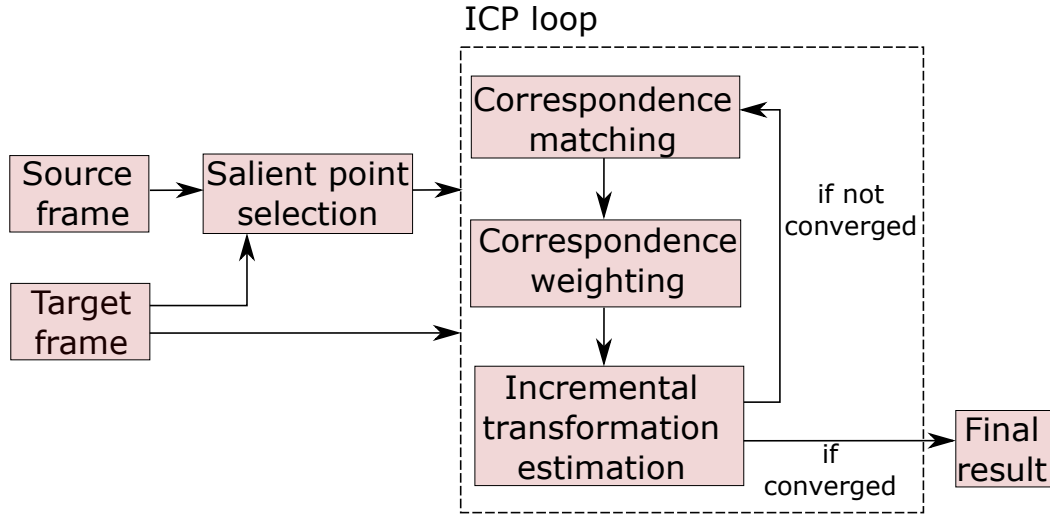 ICP loop
Source
frame
Salient point
selection
Target
frame
Correspondence
matching
Correspondence
weighting
Incremental
transformation
estimation
if not
converged
if
converged
Final
result